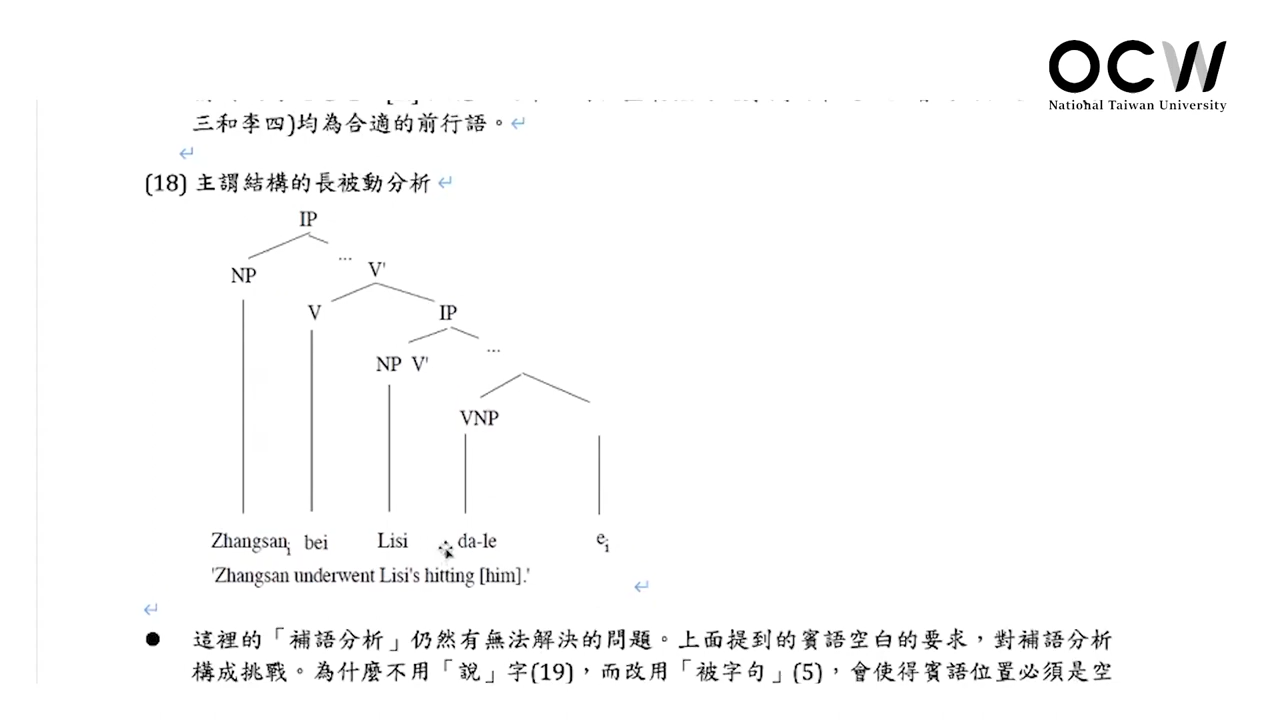 OCW
National Taiwan University
三和李四)均為合適的前行語。↵
↵
(18) 主謂結構的長被動分析↵
IP
NP ... V'
V IP
NP V' ...
VNP
Zhangsanᵢ bei Lisi da-le eᵢ
'Zhangsan underwent Lisi's hitting [him].' ↵
↵
● 這裡的「補語分析」仍然有無法解決的問題。上面提到的賓語空白的要求，對補語分析
構成挑戰。為什麼不用「說」字(19)，而改用「被字句」(5)，會使得賓語位置必須是空